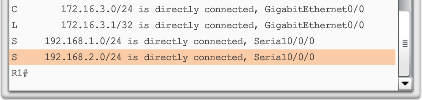 C 172.16.3.0/24 is directly connected, GigabitEthernet0/0
L 172.16.3.1/32 is directly connected, GigabitEthernet0/0
S 192.168.1.0/24 is directly connected, Serial0/0/0
S 192.168.2.0/24 is directly connected, Serial0/0/0
R1#